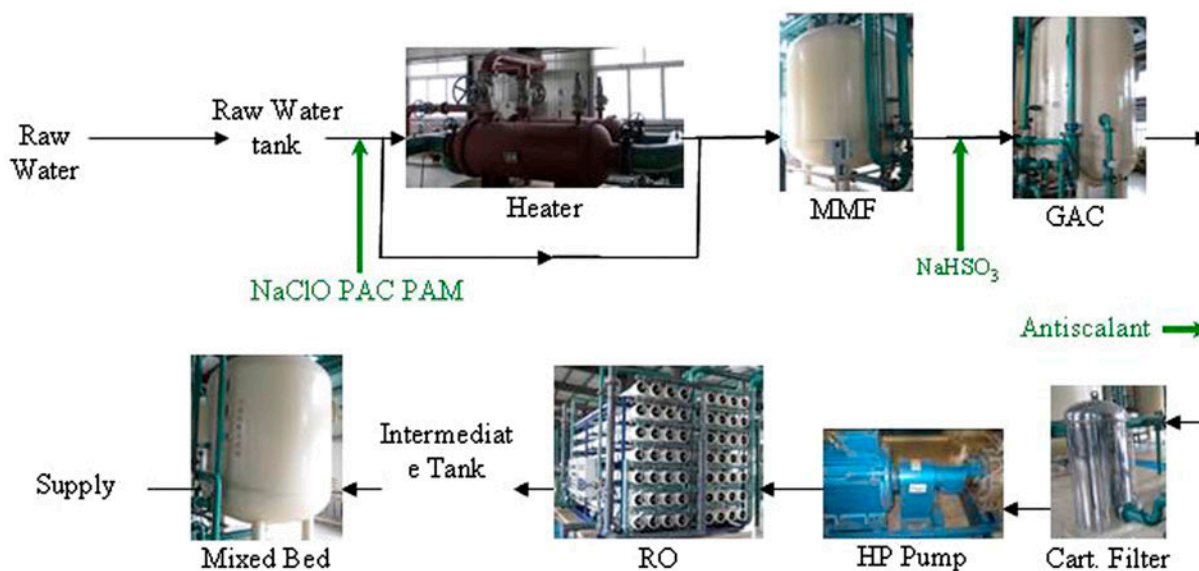 Raw
Water
Raw Water
tank
Heater
MMF
GAC
NaClO PAC PAM
NaHSO3
Antiscalant
Supply
Mixed Bed
Intermediat
e Tank
RO
HP Pump
Cart. Filter